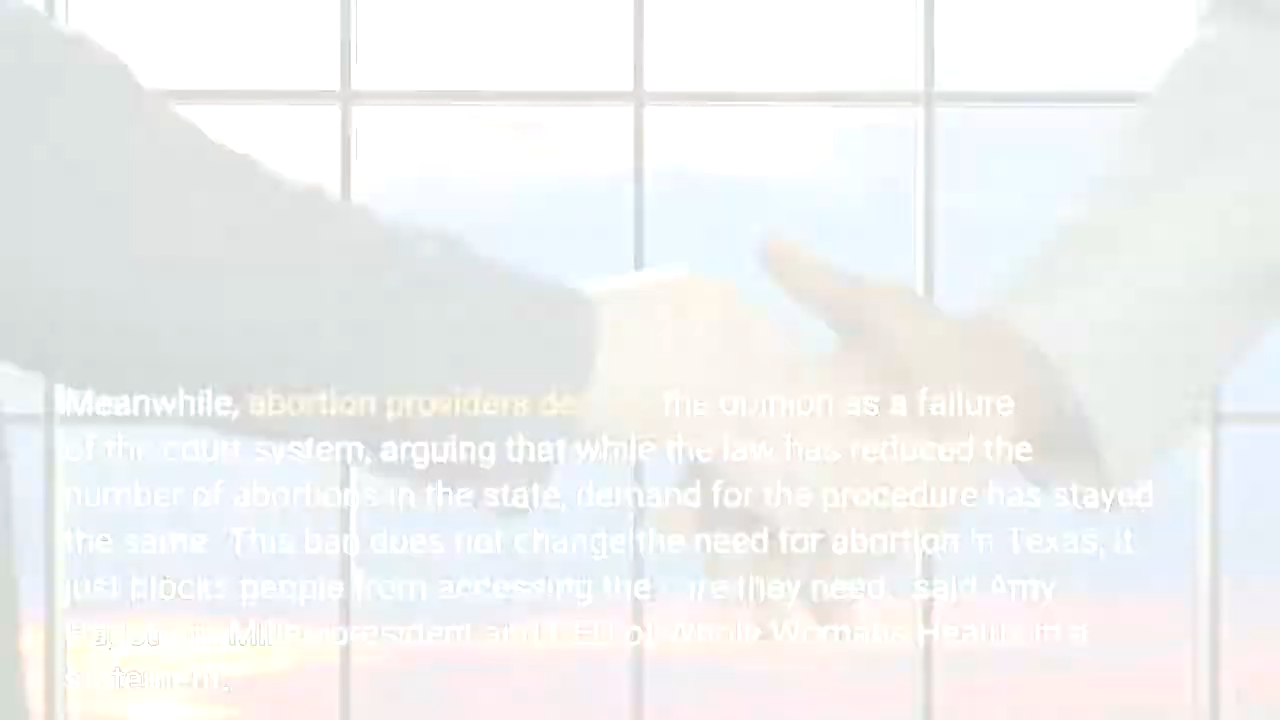 Meanwhile, abortion providers the opinion as a failure
of the court system, arguing that while the law has reduced the
number of abortions in the state, demand for the procedure has stayed
the same. This ban does not change the need for abortion in Texas, it
just blocks people from accessing the they need. said Amy
president and of Whole Woman's Health in a
statement.